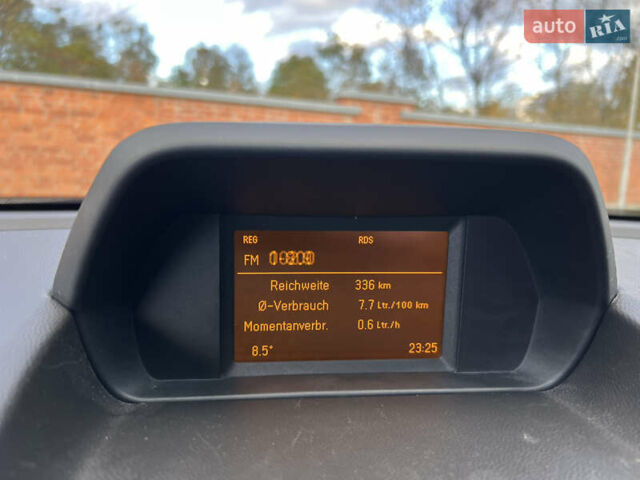 auto RIA
.com
REG RDS
FM
Reichweite 336 km
Ø-Verbrauch 7.7 Ltr./100 km
Momentanverbr. 0.6 Ltr./h
8.5° 23:25